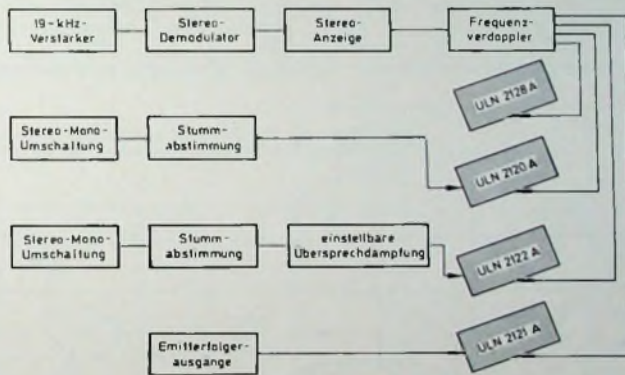 19-kHz-
Verstärker
Stereo-
Demodulator
Stereo-
Anzeige
Frequenz-
verdoppler
ULN 2128 A
Stereo-Mono-
Umschaltung
Stumm-
abstimmung
ULN 2120 A
Stereo-Mono-
Umschaltung
Stumm-
abstimmung
einstellbare
Übersprechdämpfung
ULN 2122 A
Emitterfolger-
ausgänge
ULN 2121 A